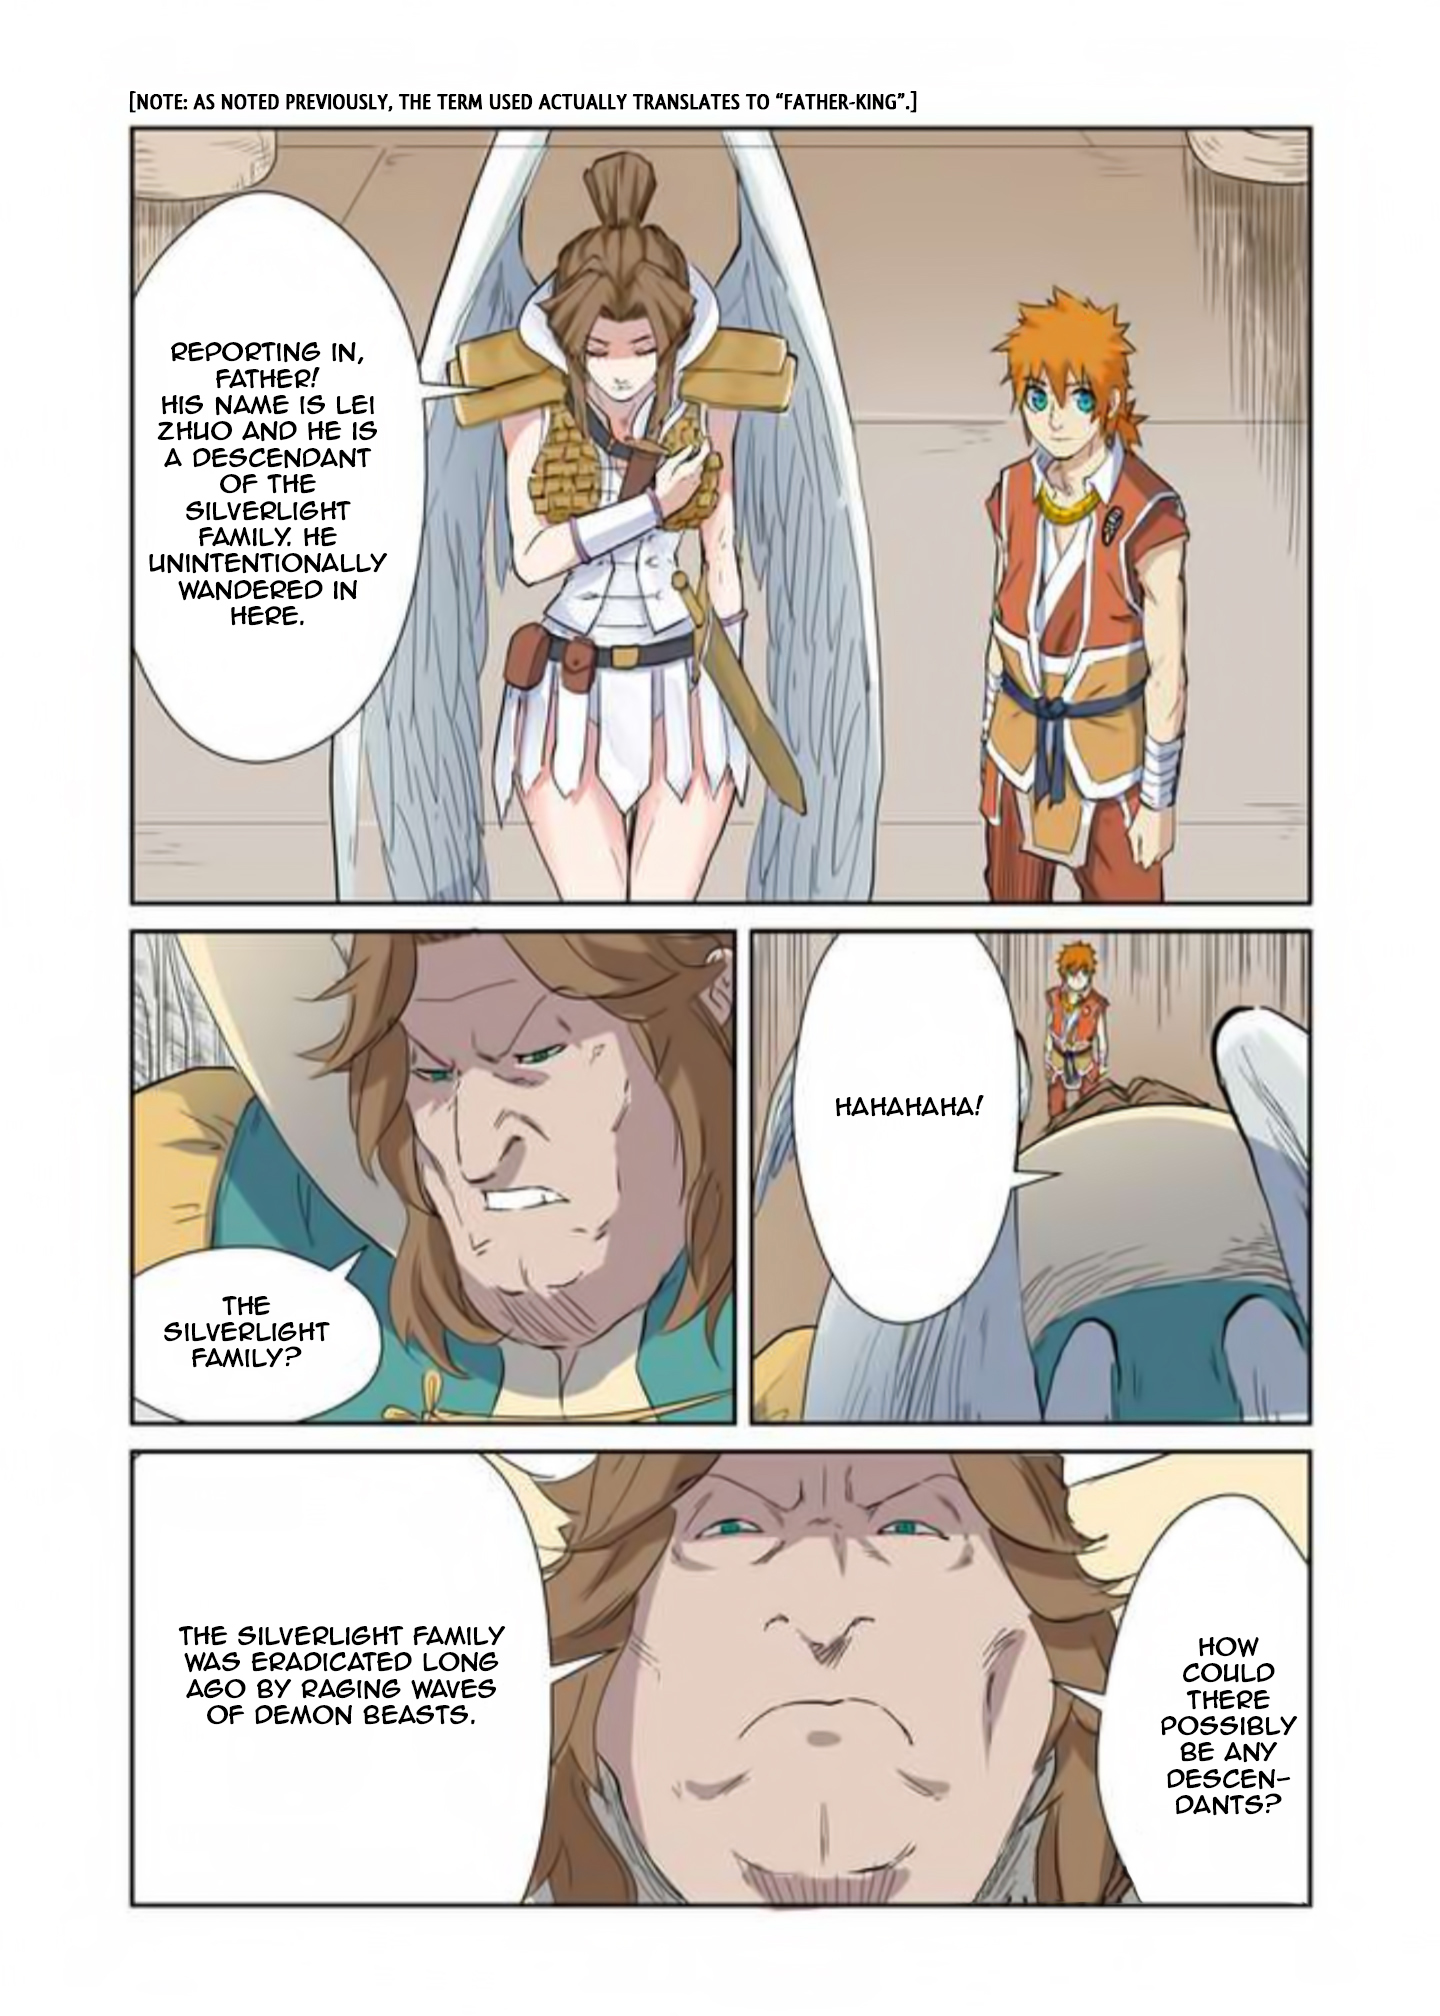 [NOTE: AS NOTED PREVIOUSLY, THE TERM USED ACTUALLY TRANSLATES TO "FATHER-KING".]
REPORTING IN,
FATHER!
HIS NAME IS LEI
ZHUO AND HE IS
A DESCENDANT
OF THE
SILVERLIGHT
FAMILY. HE
UNINTENTIONALLY
WANDERED IN
HERE.
THE
SILVERLIGHT
FAMILY?
HAHAHAHA!
THE SILVERLIGHT FAMILY
WAS ERADICATED LONG
AGO BY RAGING WAVES
OF DEMON BEASTS.
HOW
COULD
THERE
POSSIBLY
BE ANY
DESCEN-
DANTS?